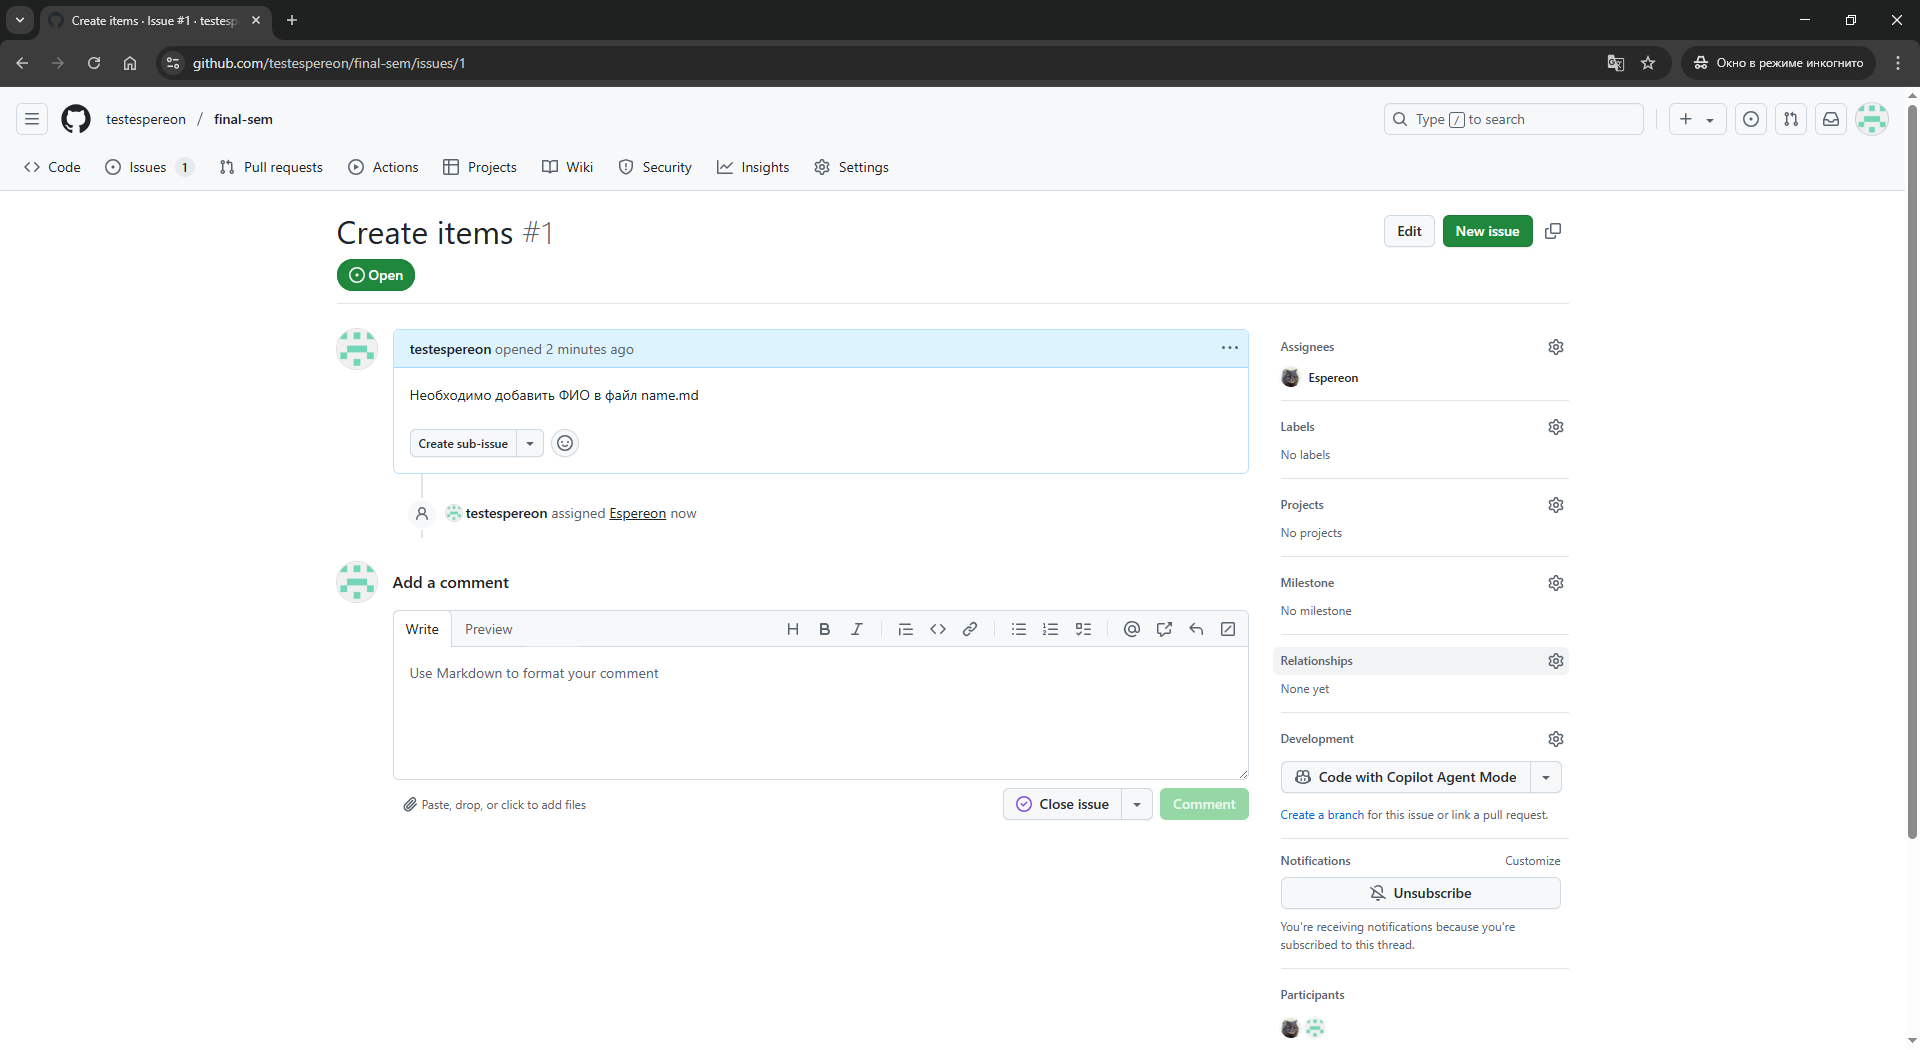 Create items · Issue #1 · testesp
github.com/testespereon/final-sem/issues/1
Окно в режиме инкогнито
testespereon / final-sem
Type / to search
Code
Issues 1
Pull requests
Actions
Projects
Wiki
Security
Insights
Settings
Create items #1
Edit
New issue
Open
testespereon opened 2 minutes ago
Необходимо добавить ФИО в файл name.md
Create sub-issue
testespereon assigned Espereon now
Add a comment
Write
Preview
Use Markdown to format your comment
Paste, drop, or click to add files
Close issue
Comment
Assignees
Espereon
Labels
No labels
Projects
No projects
Milestone
No milestone
Relationships
None yet
Development
Code with Copilot Agent Mode
Create a branch for this issue or link a pull request.
Notifications
Customize
Unsubscribe
You're receiving notifications because you're
subscribed to this thread.
Participants